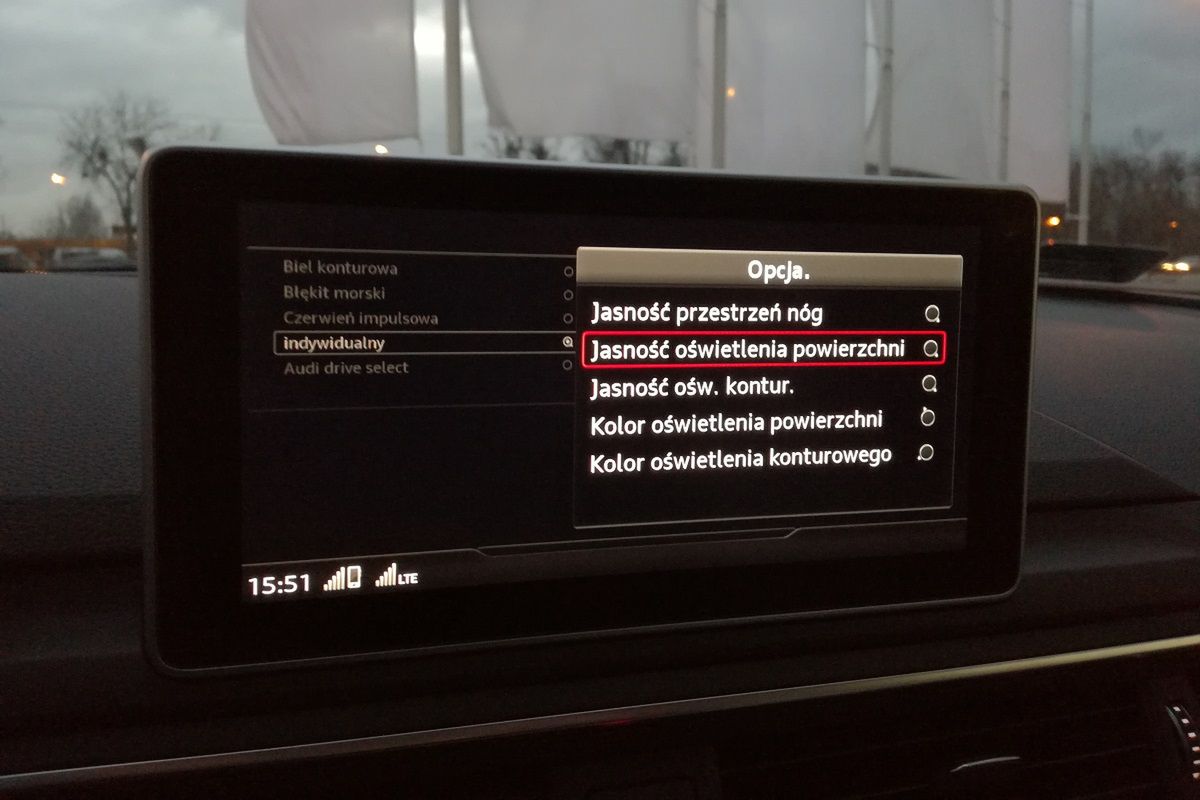 Biel konturowa
Błękit morski
Czerwień impulsowa
indywidualny
Audi drive select
Opcja.
Jasność przestrzeń nóg
Jasność oświetlenia powierzchni
Jasność ośw. kontur.
Kolor oświetlenia powierzchni
Kolor oświetlenia konturowego
15:51
LTE